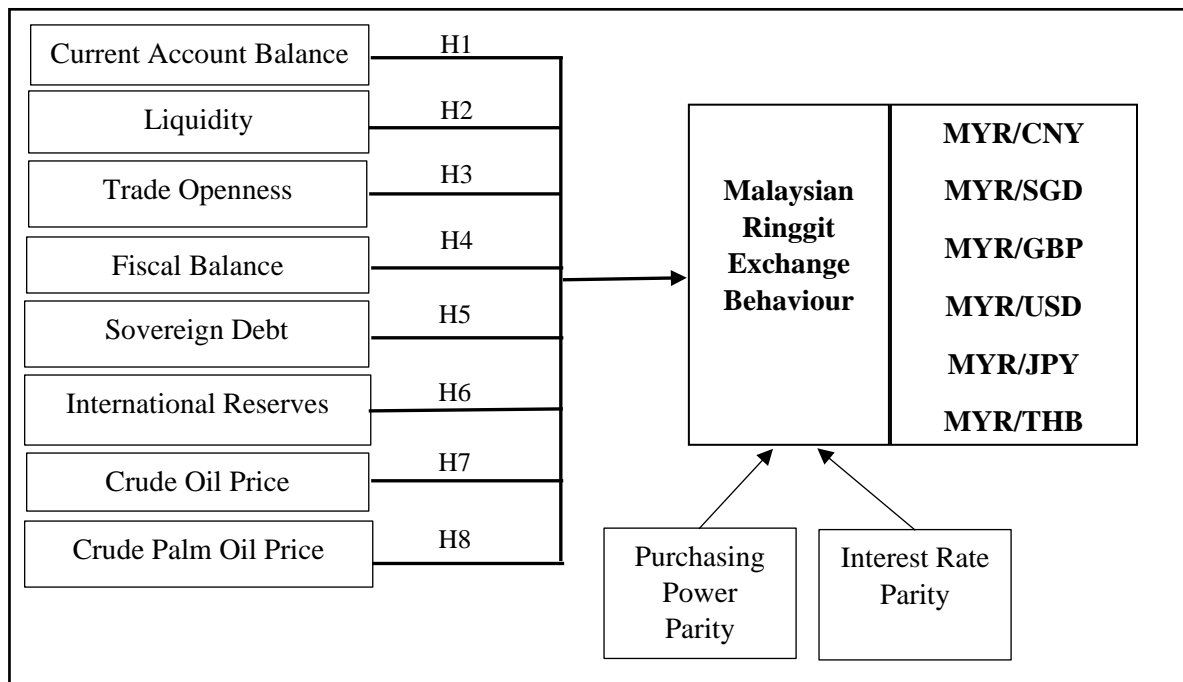 Current Account Balance
H1
Liquidity
H2
Trade Openness
H3
Fiscal Balance
H4
Sovereign Debt
H5
International Reserves
H6
Crude Oil Price
H7
Crude Palm Oil Price
H8
Malaysian
Ringgit
Exchange
Behaviour
MYR/CNY
MYR/SGD
MYR/GBP
MYR/USD
MYR/JPY
MYR/THB
Purchasing
Power
Parity
Interest Rate
Parity